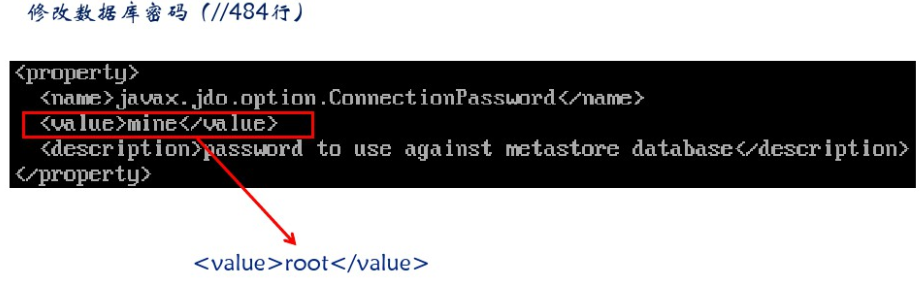 修改数据库密码（//484行）
<property>
<name>javax.jdo.option.ConnectionPassword</name>
<value>mine</value>
<description>password to use against metastore database</description>
</property>
<value>root</value>